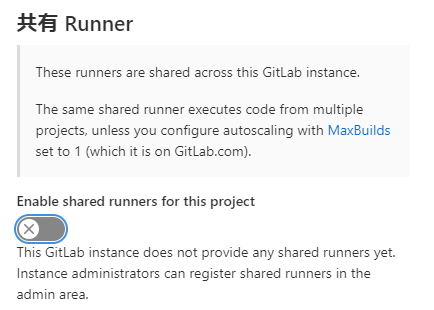 共有 Runner
These runners are shared across this GitLab instance.
The same shared runner executes code from multiple
projects, unless you configure autoscaling with MaxBuilds
set to 1 (which it is on GitLab.com).
Enable shared runners for this project
This GitLab instance does not provide any shared runners yet.
Instance administrators can register shared runners in the
admin area.